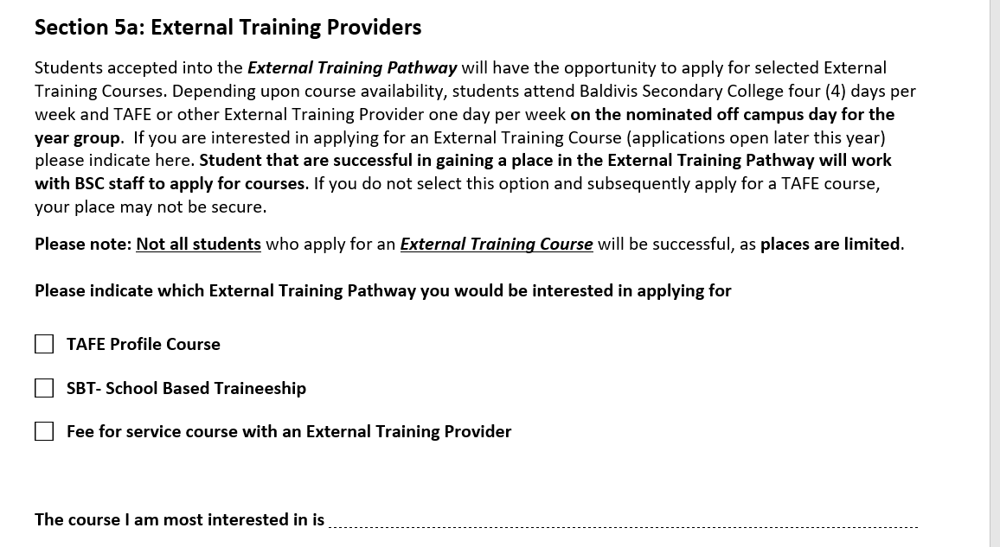 Section 5a: External Training Providers
Students accepted into the External Training Pathway will have the opportunity to apply for selected External
Training Courses. Depending upon course availability, students attend Baldivis Secondary College four (4) days per
week and TAFE or other External Training Provider one day per week on the nominated off campus day for the
year group.  If you are interested in applying for an External Training Course (applications open later this year)
please indicate here. Student that are successful in gaining a place in the External Training Pathway will work
with BSC staff to apply for courses. If you do not select this option and subsequently apply for a TAFE course,
your place may not be secure.
Please note: Not all students who apply for an External Training Course will be successful, as places are limited.
Please indicate which External Training Pathway you would be interested in applying for
TAFE Profile Course
SBT- School Based Traineeship
Fee for service course with an External Training Provider
The course I am most interested in is